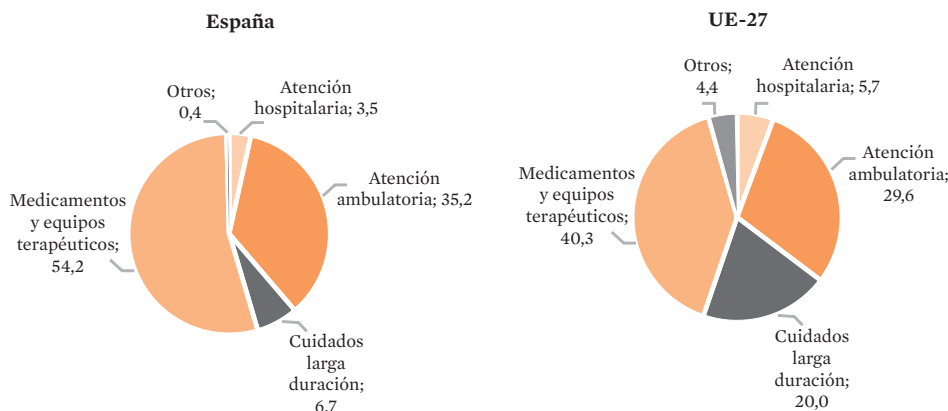 España
Otros;
0,4
Atención
hospitalaria; 3,5
Atención
ambulatoria; 35,2
Cuidados
larga
duración;
6,7
Medicamentos
y equipos
terapéuticos;
54,2
UE-27
Otros;
4,4
Atención
hospitalaria; 5,7
Atención
ambulatoria;
29,6
Cuidados
larga
duración;
20,0
Medicamentos
y equipos
terapéuticos;
40,3